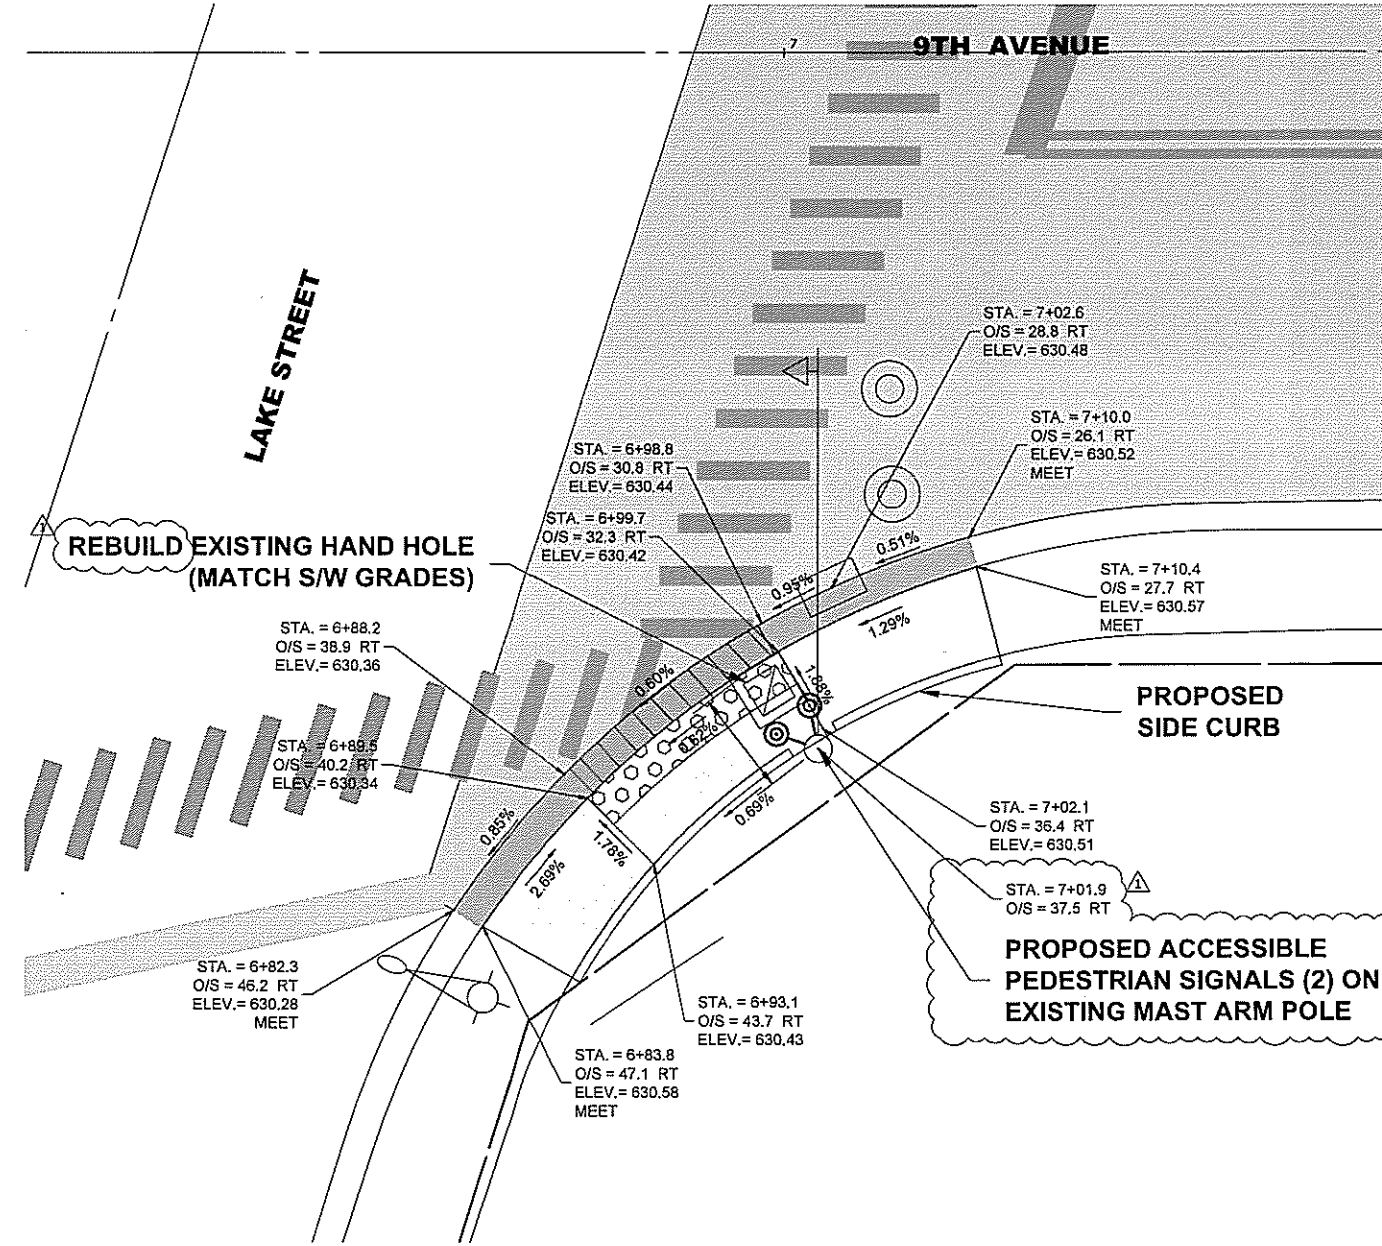 7
9TH AVENUE
LAKE STREET
STA. = 7+02.6
O/S = 28.8 RT
ELEV.= 630.48
STA. = 7+10.0
O/S = 26.1 RT
ELEV.= 630.52
MEET
STA. = 6+98.8
O/S = 30.8 RT
ELEV.= 630.44
STA. = 6+99.7
O/S = 32.3 RT
ELEV.= 630.42
1
REBUILD EXISTING HAND HOLE
(MATCH S/W GRADES)
0.51%
0.95%
1.29%
STA. = 7+10.4
O/S = 27.7 RT
ELEV.= 630.57
MEET
STA. = 6+88.2
O/S = 38.9 RT
ELEV.= 630.36
0.60%
1.88%
0.62%
PROPOSED
SIDE CURB
STA. = 6+89.5
O/S = 40.2 RT
ELEV.= 630.34
0.69%
0.85%
1.78%
2.69%
STA. = 7+02.1
O/S = 36.4 RT
ELEV.= 630.51
STA. = 7+01.9
O/S = 37.5 RT
1
PROPOSED ACCESSIBLE
PEDESTRIAN SIGNALS (2) ON
EXISTING MAST ARM POLE
STA. = 6+82.3
O/S = 46.2 RT
ELEV.= 630.28
MEET
STA. = 6+93.1
O/S = 43.7 RT
ELEV.= 630.43
STA. = 6+83.8
O/S = 47.1 RT
ELEV.= 630.58
MEET